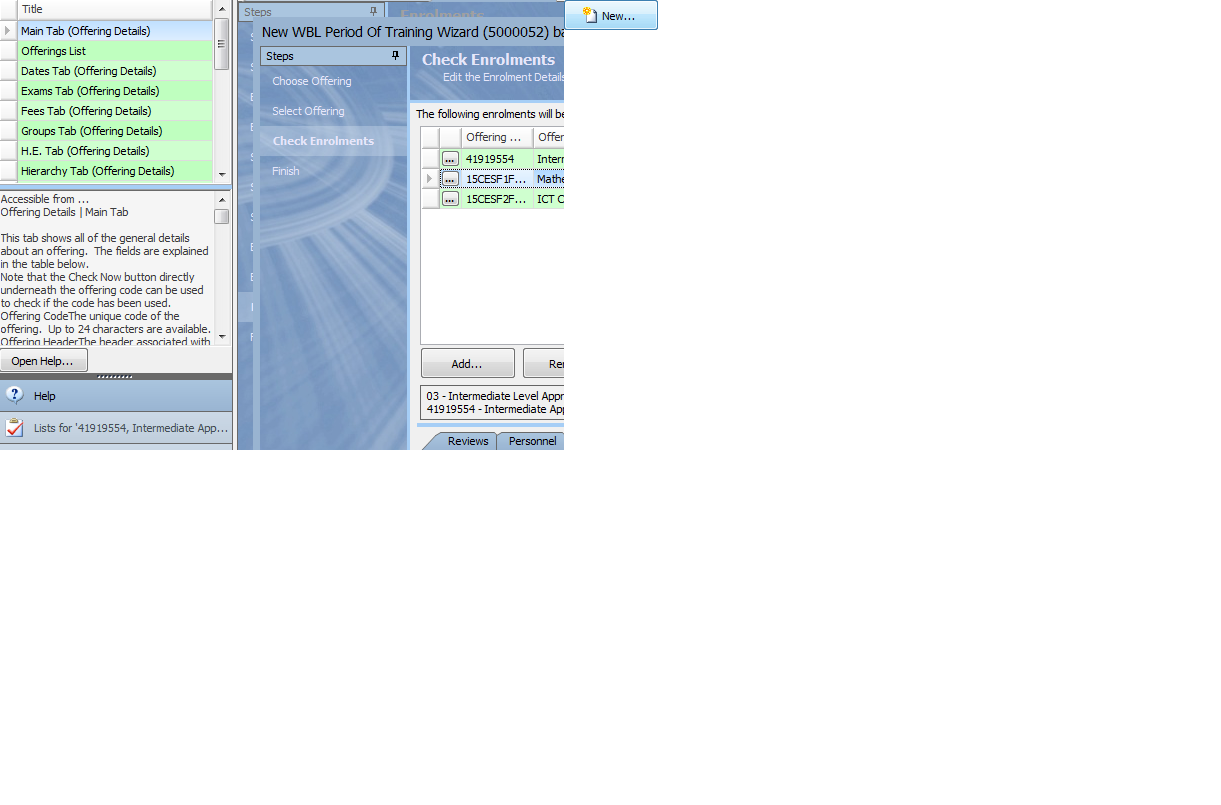 Title
Main Tab (Offering Details)
Offerings List
Dates Tab (Offering Details)
Exams Tab (Offering Details)
Fees Tab (Offering Details)
Groups Tab (Offering Details)
H.E. Tab (Offering Details)
Hierarchy Tab (Offering Details)
Accessible from ...
Offering Details | Main Tab
This tab shows all of the general details
about an offering.  The fields are explained
in the table below.
Note that the Check Now button directly
underneath the offering code can be used
to check if the code has been used.
Offering CodeThe unique code of the
offering.  Up to 24 characters are available.
Offering HeaderThe header associated with
Open Help...
Help
Lists for '41919554, Intermediate App...
Steps
Enrolments
New WBL Period Of Training Wizard (5000052) ba
Steps
Choose Offering
Select Offering
Check Enrolments
Finish
Check Enrolments
Edit the Enrolment Details
The following enrolments will be
Offering ... Offer
41919554 Intern
15CESF1F... Mathe
15CESF2F... ICT C
Add... Rer
03 - Intermediate Level Appr
41919554 - Intermediate App
Reviews Personnel
New...